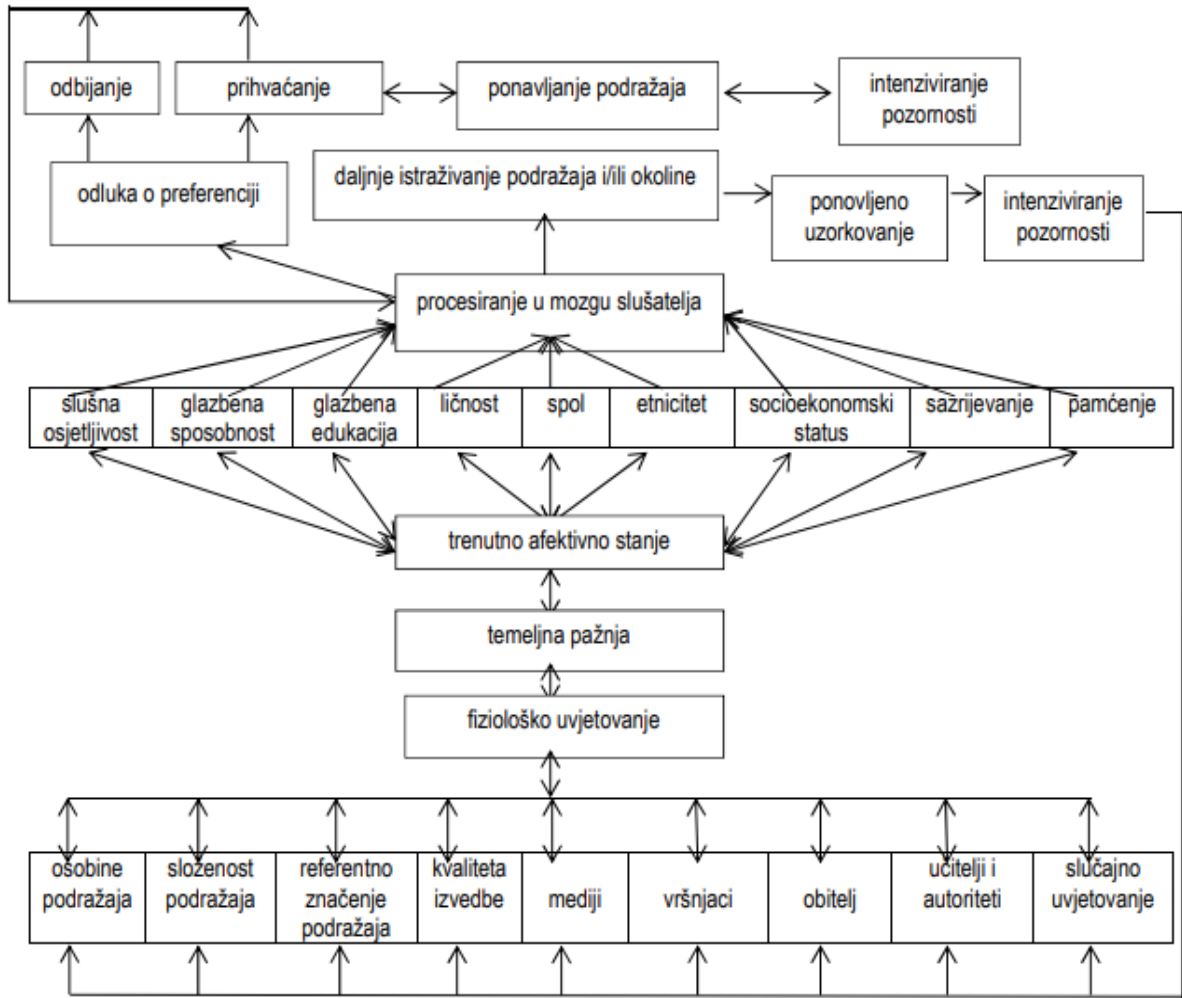 odbijanje
prihvaćanje
ponavljanje podražaja
intenziviranje
pozornosti
odluka o preferenciji
daljnje istraživanje podražaja i/ili okoline
ponovljeno
uzorkovanje
intenziviranje
pozornosti
procesiranje u mozgu slušatelja
slušna
osjetljivost
glazbena
sposobnost
glazbena
edukacija
ličnost
spol
etnicitet
socioekonomski
status
sažrijevanje
pamćenje
trenutno afektivno stanje
temeljna pažnja
fiziološko uvjetovanje
osobine
podražaja
složenost
podražaja
referentno
značenje
podražaja
kvaliteta
izvedbe
mediji
vršnjaci
obitelj
učitelji i
autoriteti
slučajno
uvjetovanje